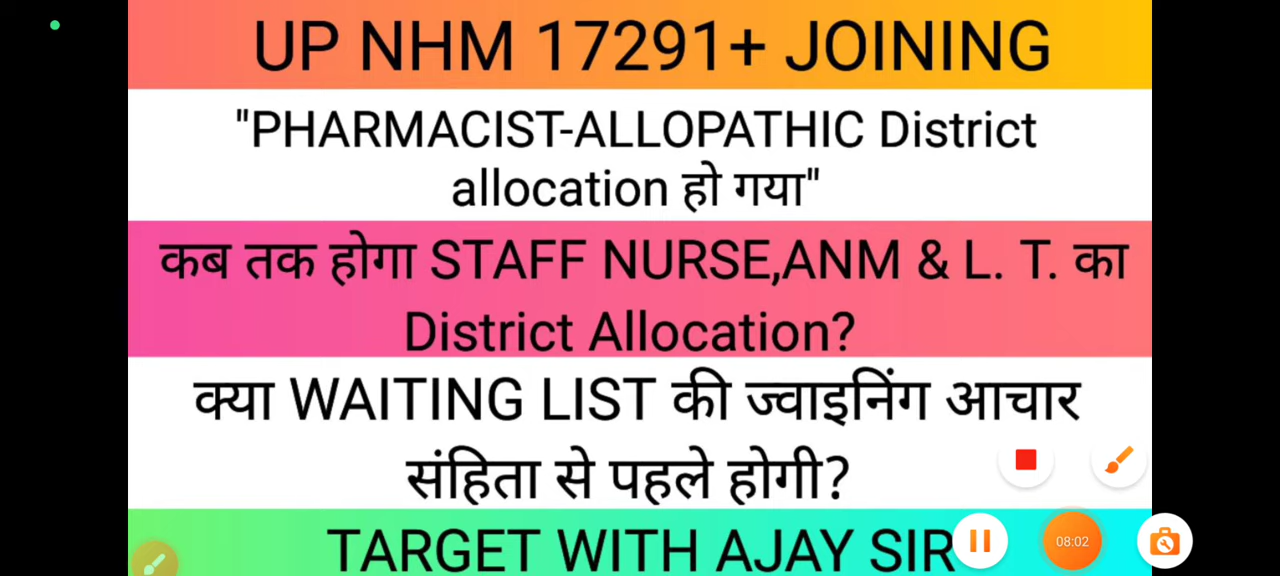 UP NHM 17291+ JOINING
"PHARMACIST-ALLOPATHIC District
allocation हो गया"
कब तक होगा STAFF NURSE,ANM & L. T. का
District Allocation?
क्या WAITING LIST की ज्वाइनिंग आचार
संहिता से पहले होगी?
TARGET WITH AJAY SIR
08:02